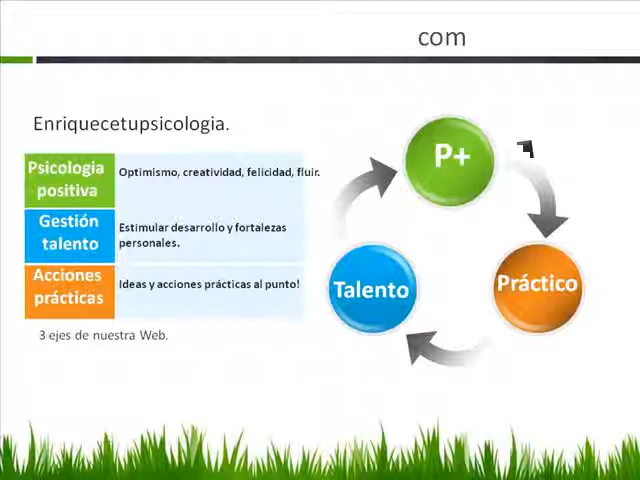 com
Enriquecetupsicologia.
Psicologia
positiva
Optimismo, creatividad, felicidad, fluir.
Gestión
talento
Estimular desarrollo y fortalezas
personales.
Acciones
prácticas
Ideas y acciones prácticas al punto!
3 ejes de nuestra Web.
P+
Talento
Práctico